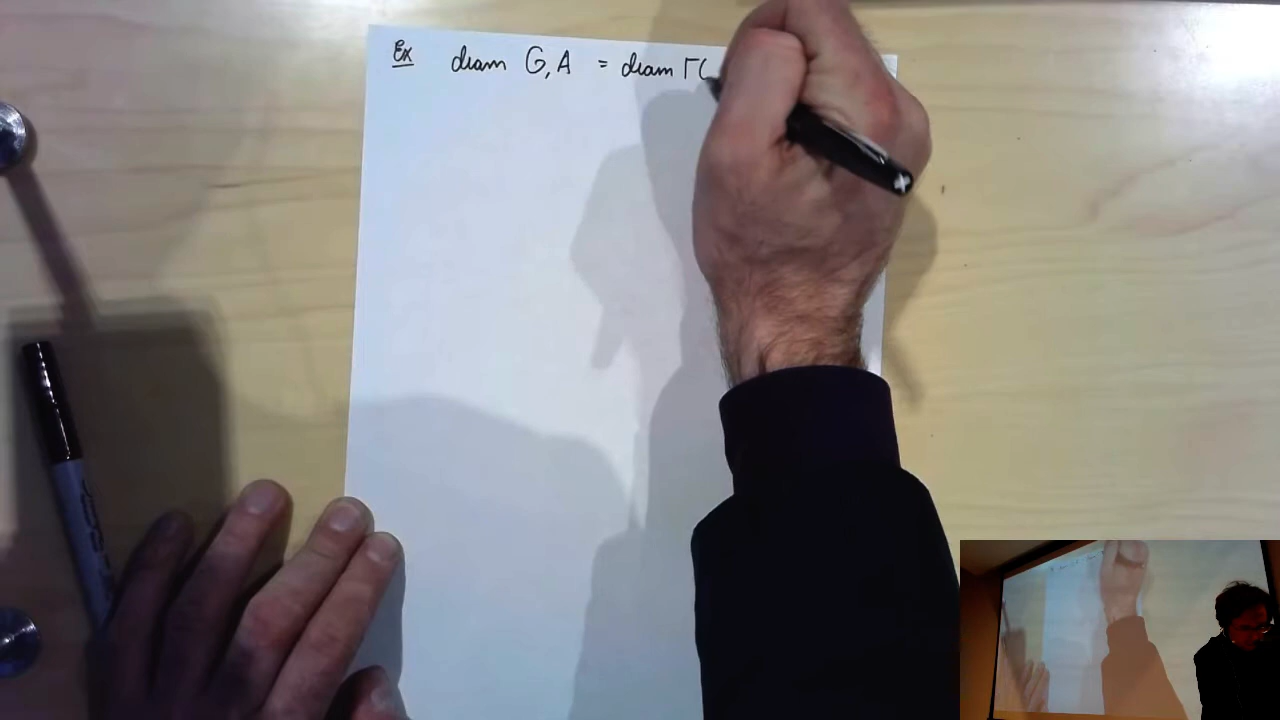 Ex diam G, A = diam Γ(